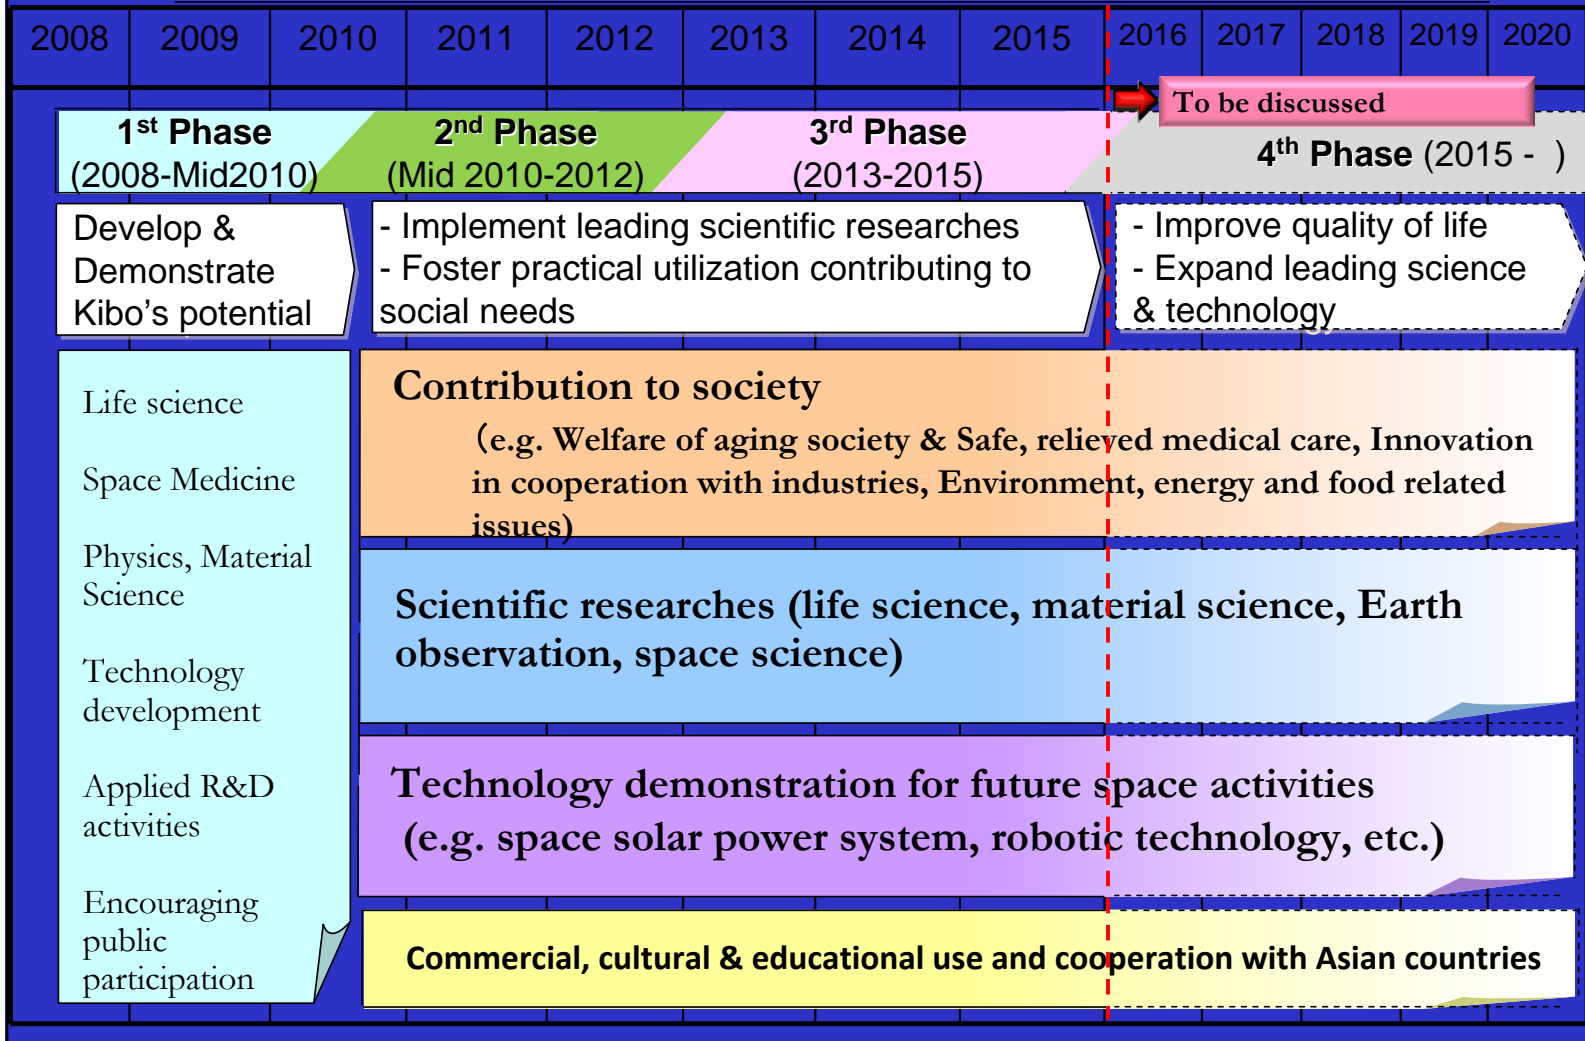 2008 2009 2010 2011 2012 2013 2014 2015 2016 2017 2018 2019 2020
To be discussed
1st Phase
(2008-Mid2010)
2nd Phase
(Mid 2010-2012)
3rd Phase
(2013-2015)
4th Phase (2015 - )
Develop &
Demonstrate
Kibo's potential
- Implement leading scientific researches
- Foster practical utilization contributing to
social needs
- Improve quality of life
- Expand leading science
& technology
Life science
Space Medicine
Physics, Material
Science
Technology
development
Applied R&D
activities
Encouraging
public
participation
Contribution to society
(e.g. Welfare of aging society & Safe, relieved medical care, Innovation
in cooperation with industries, Environment, energy and food related
issues)
Scientific researches (life science, material science, Earth
observation, space science)
Technology demonstration for future space activities
(e.g. space solar power system, robotic technology, etc.)
Commercial, cultural & educational use and cooperation with Asian countries